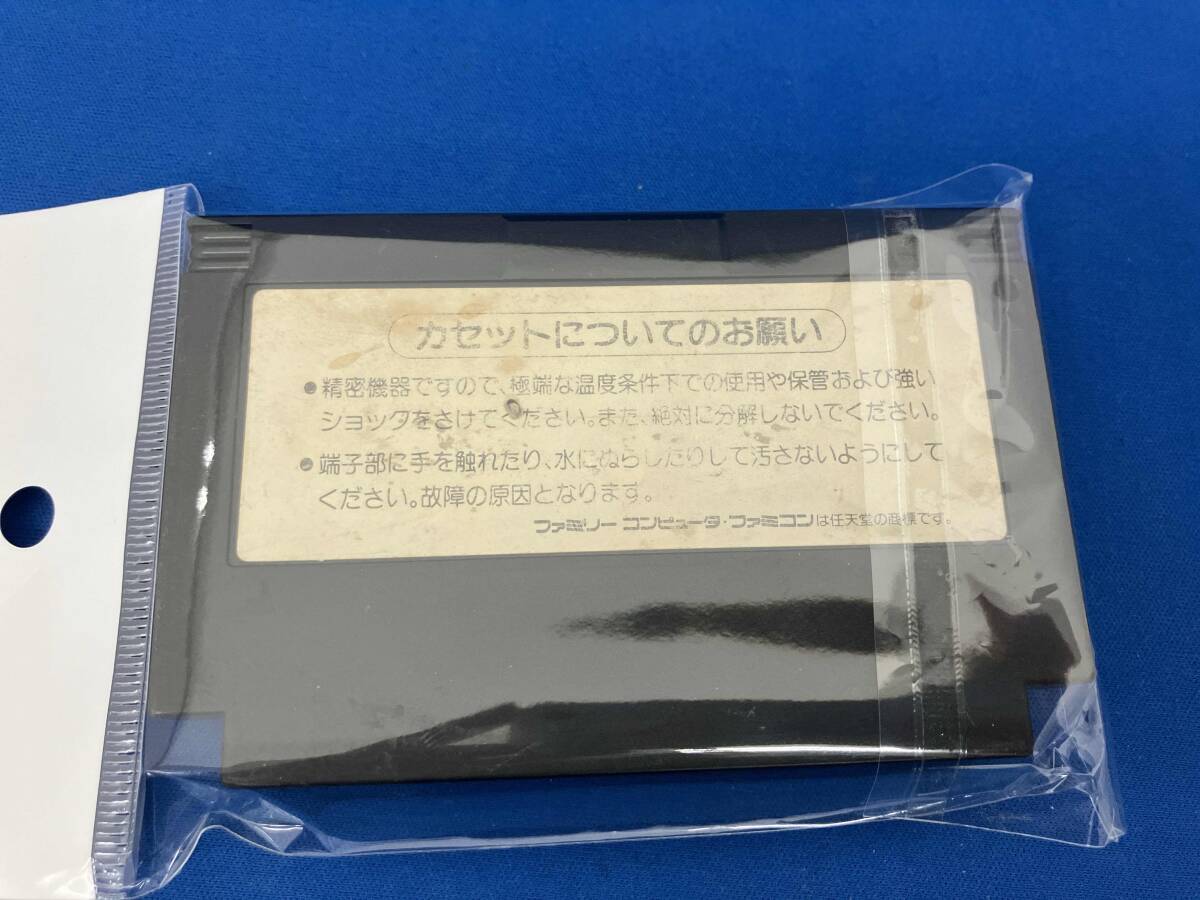 カセットについてのお願い
●精密機器ですので、極端な温度条件下での使用や保管および強い
ショックをさけてください。また、絶対に分解しないでください。
●端子部に手を触れたり、水にぬらしたりして汚さないようにして
ください。故障の原因となります。
ファミリーコンピュータ・ファミコンは任天堂の商標です。